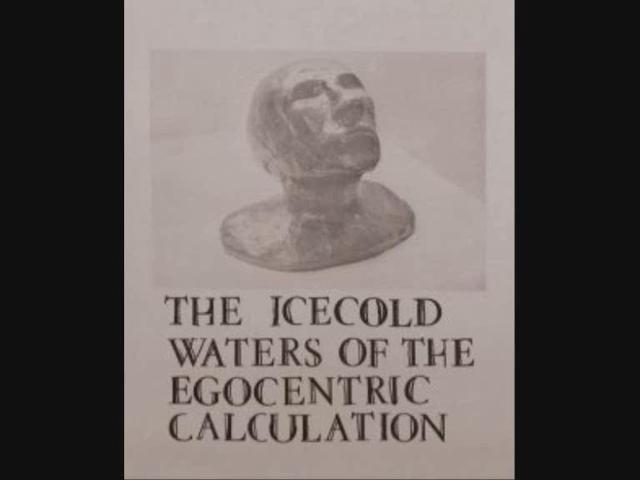 THE ICECOLD
WATERS OF THE
EGOCENTRIC
CALCULATION